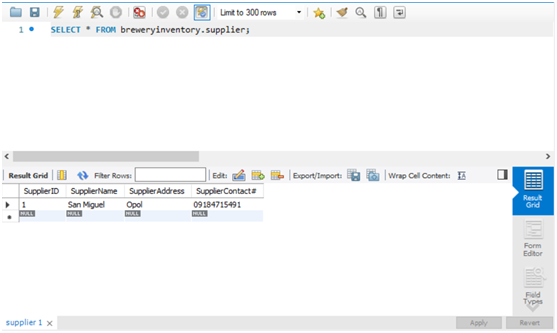 Limit to 300 rows
1 SELECT * FROM breweryinventory.supplier;
Result Grid Filter Rows: Edit: Export/Import: Wrap Cell Content: IA
SupplierID SupplierName SupplierAddress SupplierContact#
1 San Miguel Opol 09184715491
NULL NULL NULL NULL
Result
Grid
Form
Editor
Field
Types
supplier 1 Apply Revert